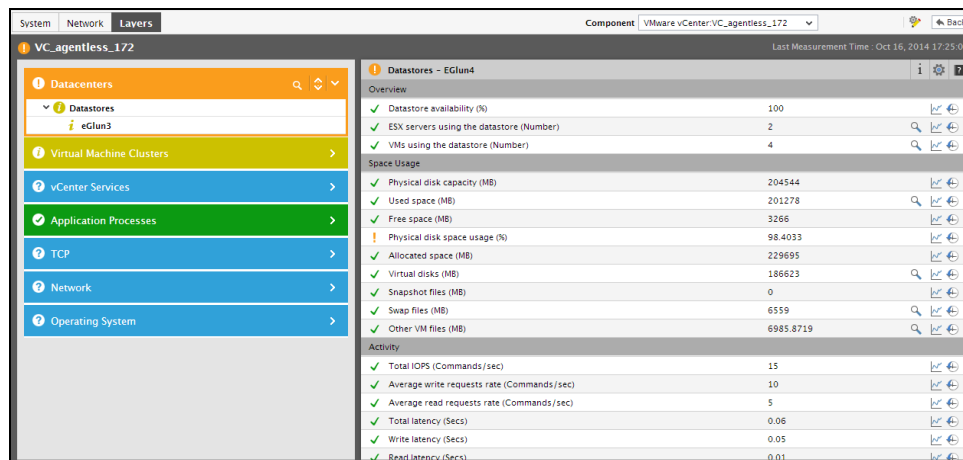 System Network Layers Component VMware vCenter:VC_agentless_172 Back
VC_agentless_172 Last Measurement Time : Oct 16, 2014 17:25:0
Datacenters
Datastores
eGlun3
Virtual Machine Clusters
vCenter Services
Application Processes
TCP
Network
Operating System
Datastores - EGlun4
Overview
Datastore availability (%) 100
ESX servers using the datastore (Number) 2
VMs using the datastore (Number) 4
Space Usage
Physical disk capacity (MB) 204544
Used space (MB) 201278
Free space (MB) 3266
Physical disk space usage (%) 98.4033
Allocated space (MB) 229695
Virtual disks (MB) 186623
Snapshot files (MB) 0
Swap files (MB) 6559
Other VM files (MB) 6985.8719
Activity
Total IOPS (Commands/sec) 15
Average write requests rate (Commands/sec) 10
Average read requests rate (Commands/sec) 5
Total latency (Secs) 0.06
Write latency (Secs) 0.05
Read latency (Secs) 0.01